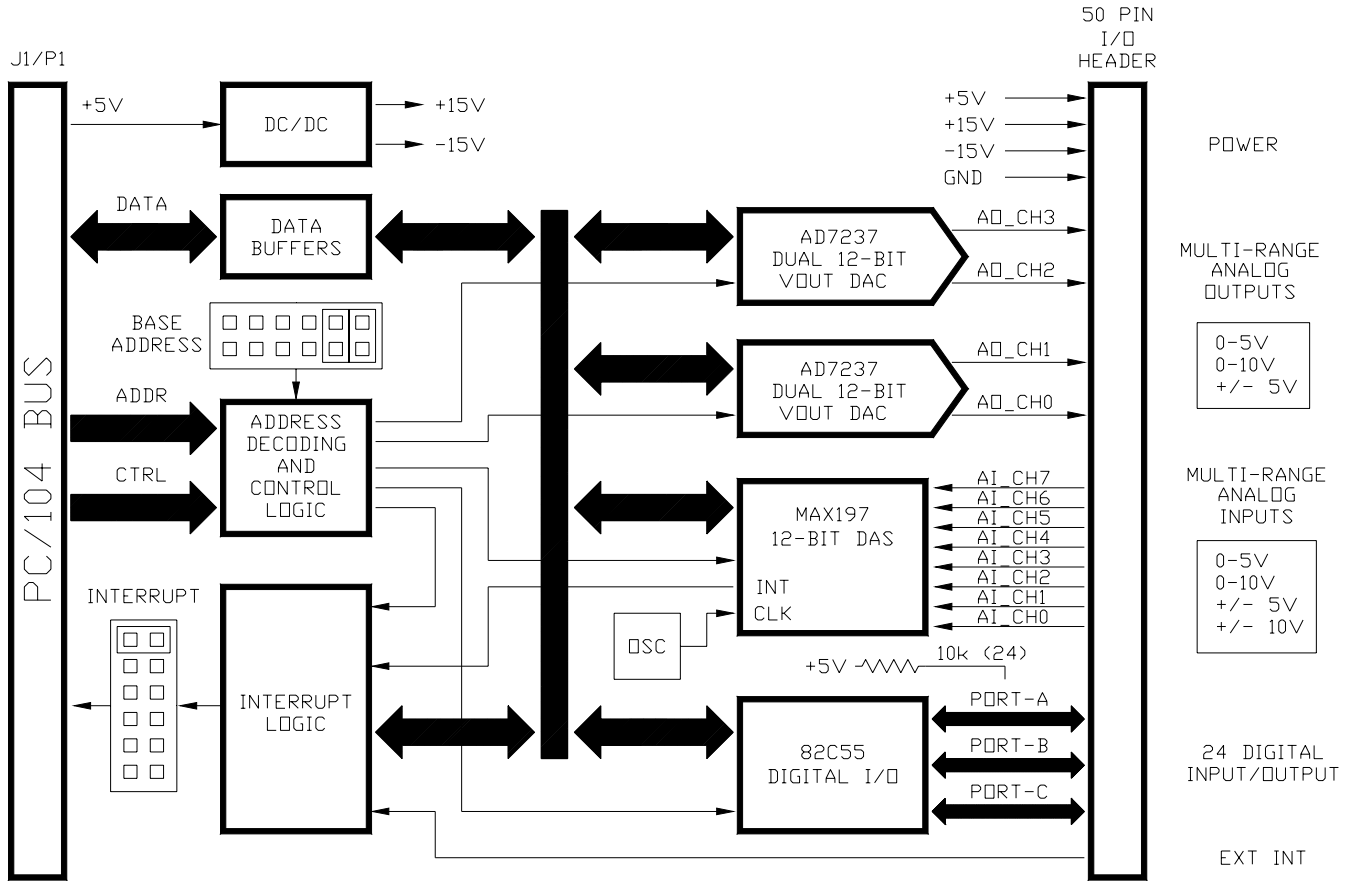 50 PIN
I/O
HEADER
J1/P1
+5V
DC/DC
+15V
-15V
+5V
+15V
-15V
GND
POWER
DATA
DATA
BUFFERS
AD7237
DUAL 12-BIT
VOUT DAC
AO_CH3
AO_CH2
MULTI-RANGE
ANALOG
OUTPUTS
0-5V
0-10V
+/- 5V
BASE
ADDRESS
AD7237
DUAL 12-BIT
VOUT DAC
AO_CH1
AO_CH0
PC/104 BUS
ADDR
CTRL
ADDRESS
DECODING
AND
CONTROL
LOGIC
MAX197
12-BIT DAS
INT
CLK
AI_CH7
AI_CH6
AI_CH5
AI_CH4
AI_CH3
AI_CH2
AI_CH1
AI_CH0
MULTI-RANGE
ANALOG
INPUTS
0-5V
0-10V
+/- 5V
+/- 10V
INTERRUPT
OSC
+5V
10k (24)
INTERRUPT
LOGIC
82C55
DIGITAL I/O
PORT-A
PORT-B
PORT-C
24 DIGITAL
INPUT/OUTPUT
EXT INT